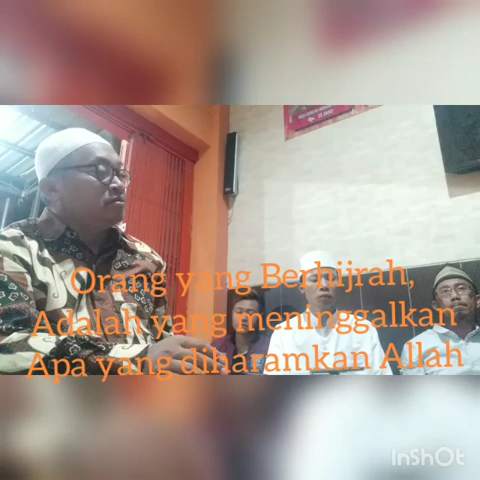 Orang yang Berhijrah,
Adalah yang meninggalkan
Apa yang diharamkan Allah
InShOt